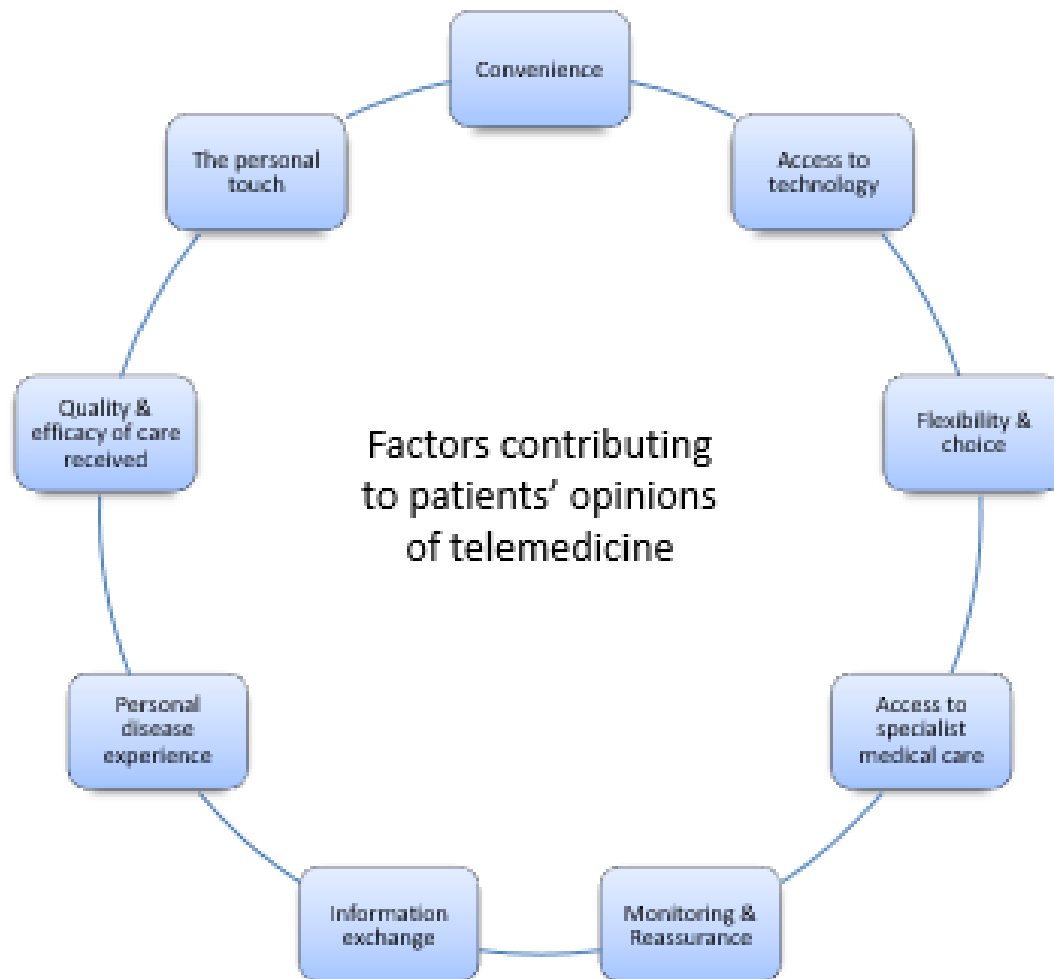 Convenience
Access to
technology
Flexibility &
choice
Access to
specialist
medical care
Monitoring &
Reassurance
Information
exchange
Personal
disease
experience
Quality &
efficacy of care
received
The personal
touch
Factors contributing
to patients' opinions
of telemedicine